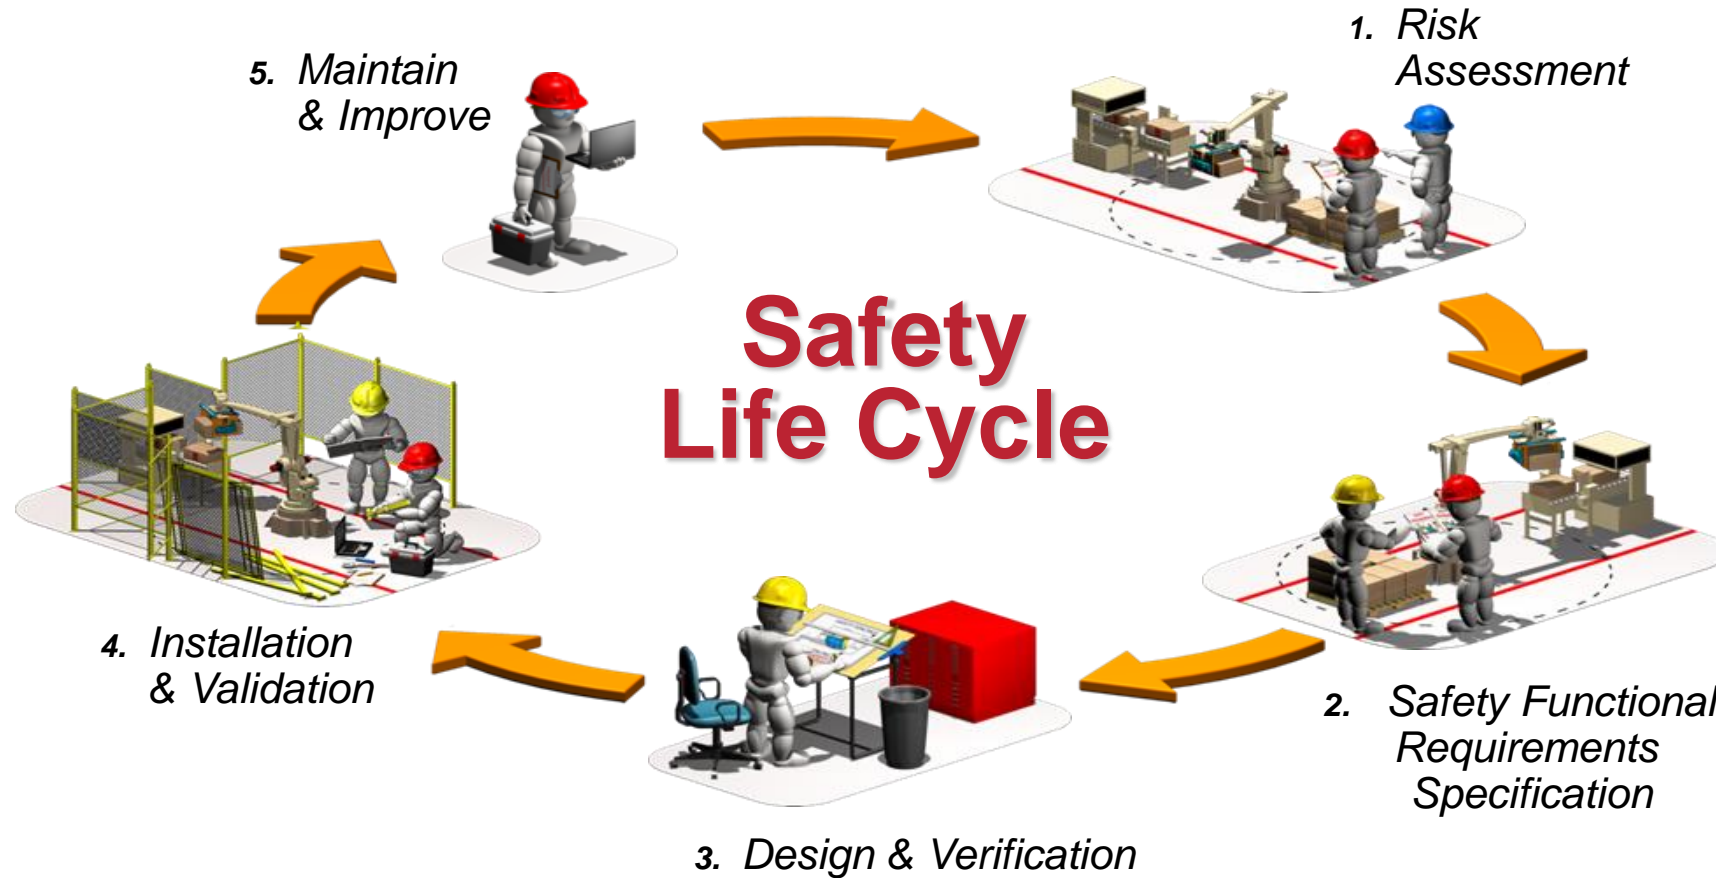 Safety
Life Cycle
1. Risk
Assessment
2. Safety Functional
Requirements
Specification
3. Design & Verification
4. Installation
& Validation
5. Maintain
& Improve